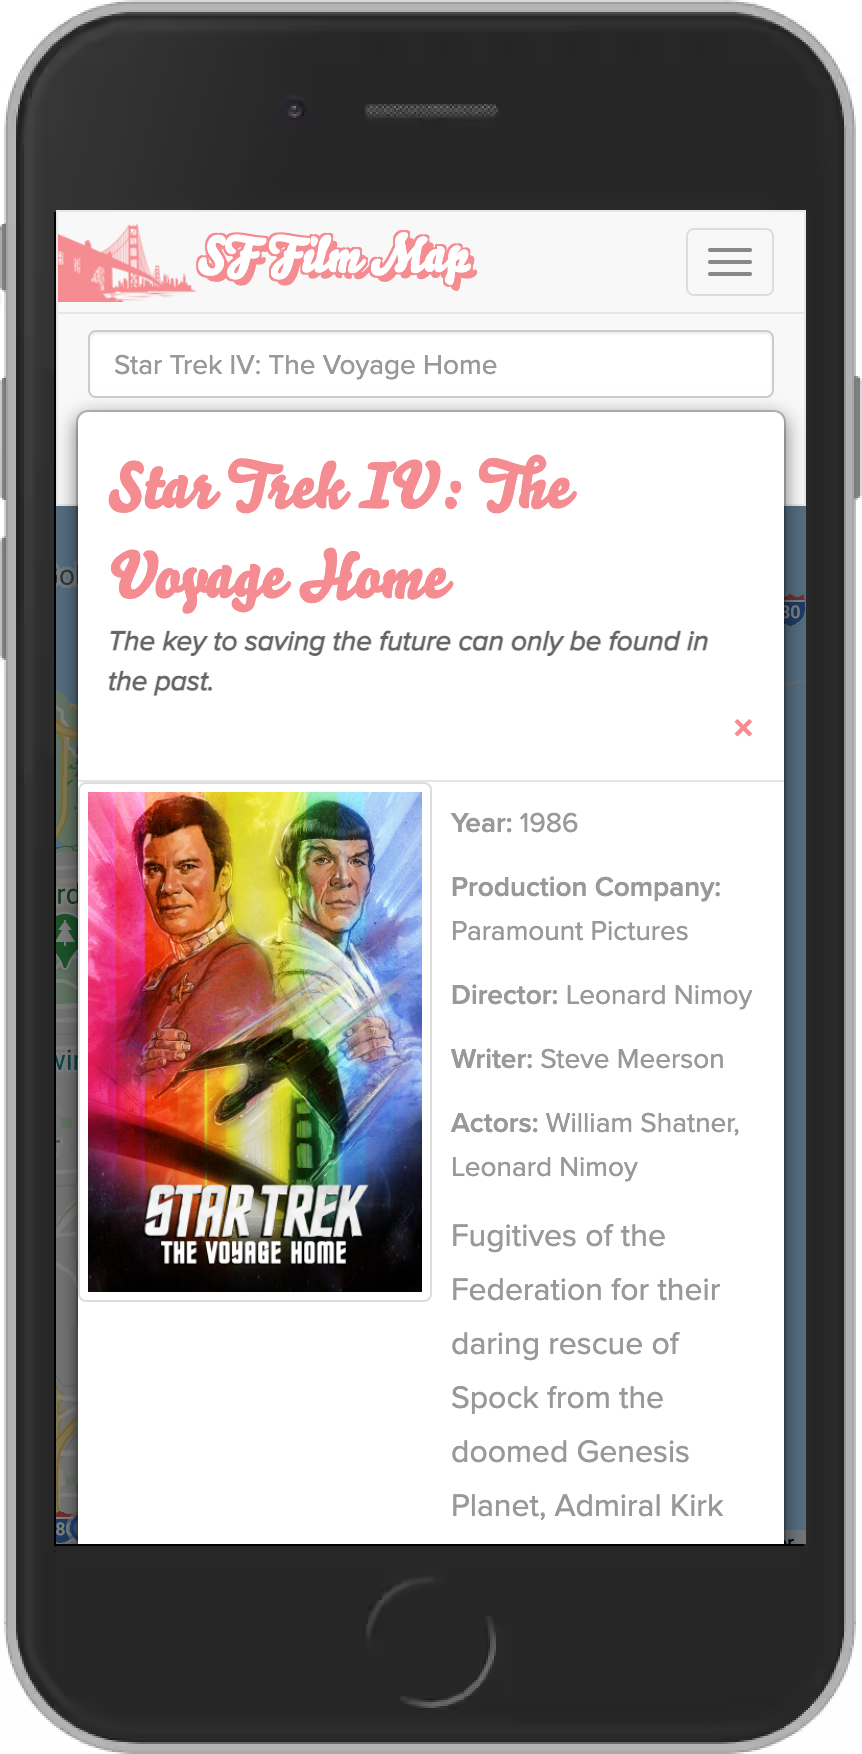 SF Film Map
Star Trek IV: The Voyage Home
Star Trek IV: The
Voyage Home
The key to saving the future can only be found in
the past.
×
Year: 1986
Production Company:
Paramount Pictures
Director: Leonard Nimoy
Writer: Steve Meerson
Actors: William Shatner,
Leonard Nimoy
STAR TREK
THE VOYAGE HOME
Fugitives of the
Federation for their
daring rescue of
Spock from the
doomed Genesis
Planet, Admiral Kirk